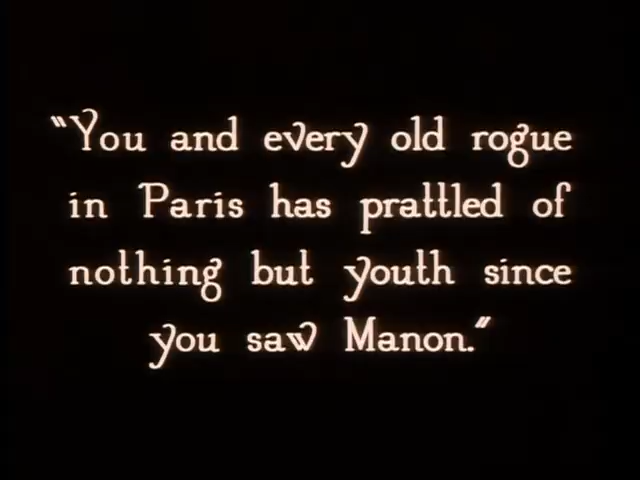 "You and every old rogue
in Paris has prattled of
nothing but youth since
you saw Manon."